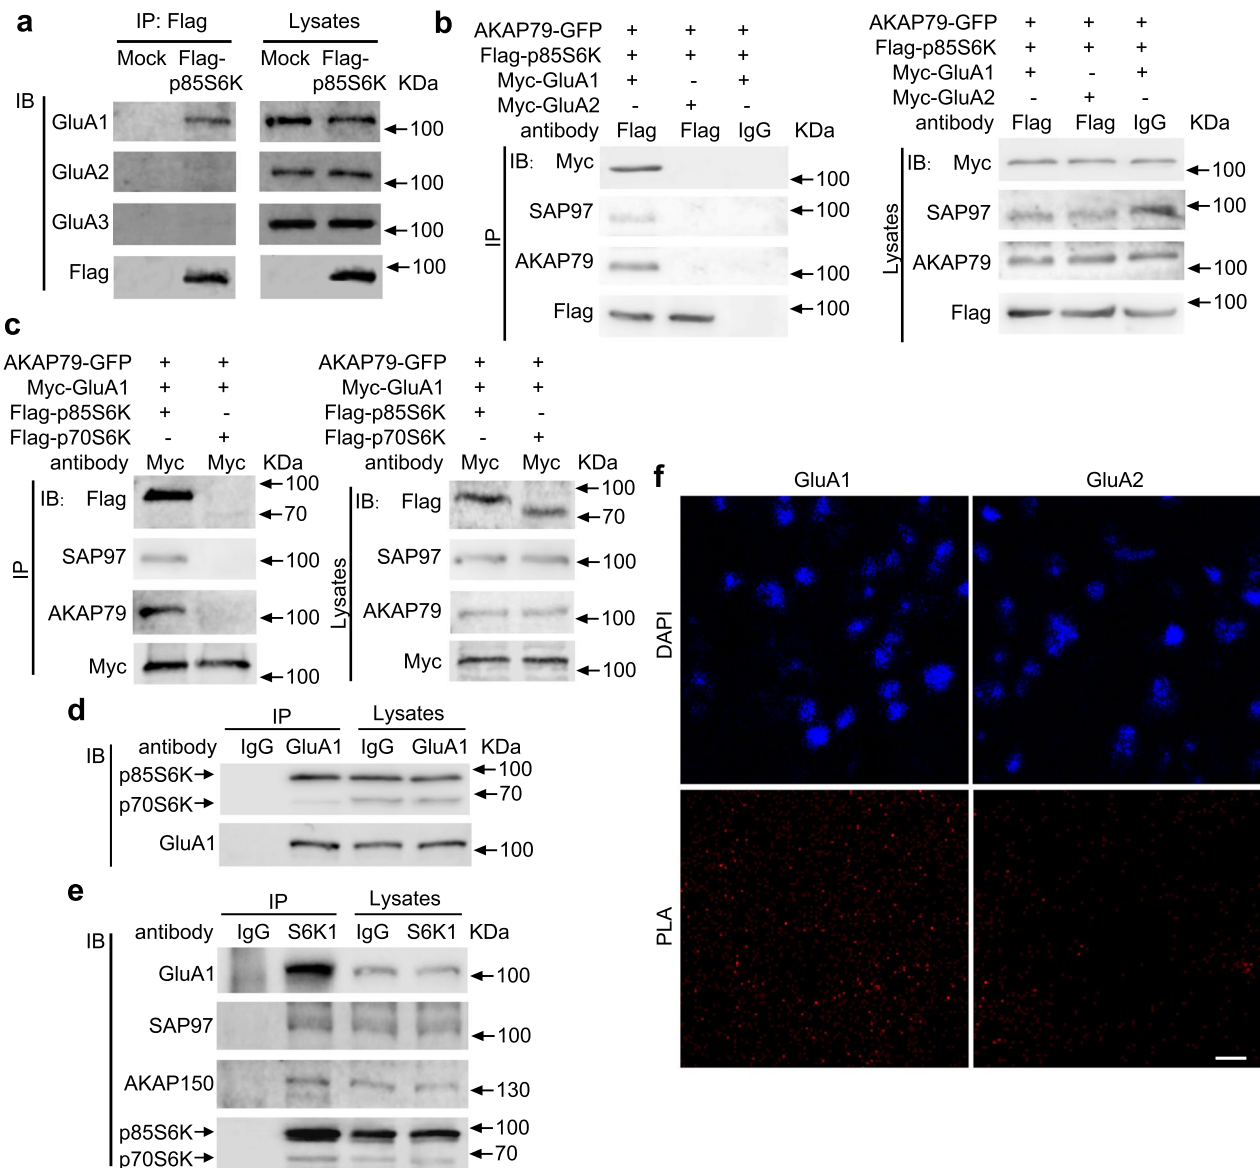 a
IP: Flag
Lysates
Mock
Flag-
p85S6K
Mock
Flag-
p85S6K
KDa
IB
GluA1
100
GluA2
100
GluA3
100
Flag
100
b
AKAP79-GFP + + +
Flag-p85S6K + + +
Myc-GluA1 + - +
Myc-GluA2 - + -
antibody Flag Flag IgG KDa
IP
IB: Myc
100
SAP97
100
AKAP79
100
Flag
100
AKAP79-GFP + + +
Flag-p85S6K + + +
Myc-GluA1 + - +
Myc-GluA2 - + -
antibody Flag Flag IgG KDa
Lysates
IB: Myc
100
SAP97
100
AKAP79
100
Flag
100
c
AKAP79-GFP + +
Myc-GluA1 + +
Flag-p85S6K + -
Flag-p70S6K - +
antibody Myc Myc KDa
IP
IB: Flag
100
70
SAP97
100
AKAP79
100
Myc
100
AKAP79-GFP + +
Myc-GluA1 + +
Flag-p85S6K + -
Flag-p70S6K - +
antibody Myc Myc KDa
Lysates
IB: Flag
100
70
SAP97
100
AKAP79
100
Myc
100
d
IP
Lysates
IB
antibody IgG GluA1 IgG GluA1 KDa
p85S6K
100
p70S6K
70
GluA1
100
e
IP
Lysates
IB
antibody IgG S6K1 IgG S6K1 KDa
GluA1
100
SAP97
100
AKAP150
130
p85S6K
100
p70S6K
70
f
GluA1
GluA2
DAPI
PLA